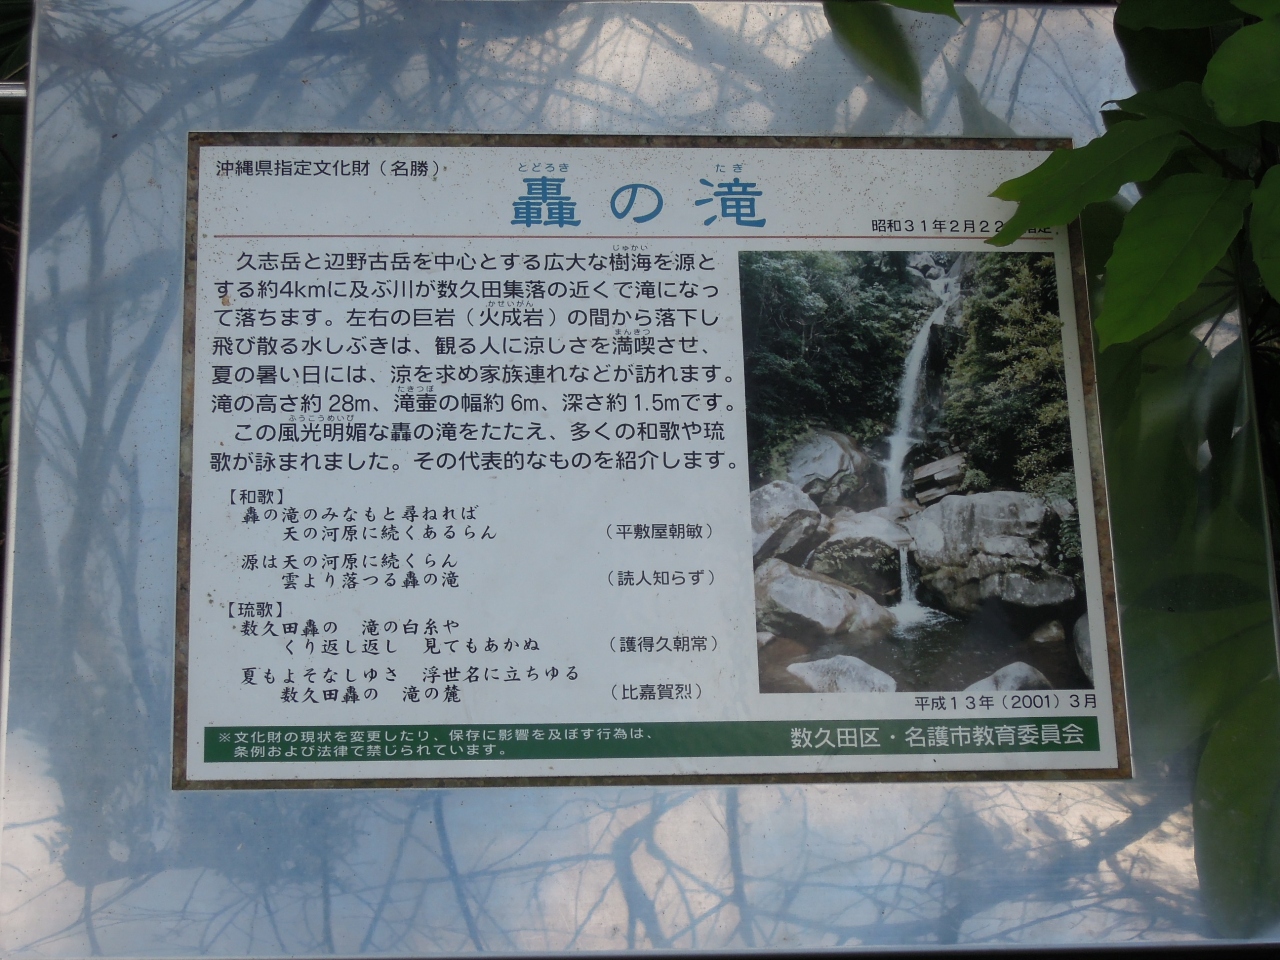 沖縄県指定文化財(名勝)
とどろき たき
轟の滝
昭和31年2月22
久志岳と辺野古岳を中心とする広大な樹海を源と
じゅかい
する約4kmに及ぶ川が数久田集落の近くで滝になっ
て落ちます。左右の巨岩(火成岩)の間から落下し
かせいがん
飛び散る水しぶきは、観る人に涼しさを満喫させ、
まんきつ
夏の暑い日には、涼を求め家族連れなどが訪れます。
滝の高さ約28m、滝壷の幅約6m、深さ約1.5mです。
たきつぼ
この風光明媚な轟の滝をたたえ、多くの和歌や琉
ふうこうめいび
歌が詠まれました。その代表的なものを紹介します。
【和歌】
轟の滝のみなもと尋ねれば
天の河原に続くあるらん (平敷屋朝敏)
源は天の河原に続くらん
雲より落つる轟の滝 (読人知らず)
【琉歌】
数久田轟の 滝の白糸や
くり返し返し 見てもあかぬ (護得久朝常)
夏もよそなしゆさ 浮世名に立ちゆる
数久田轟の 滝の麓 (比嘉賀烈)
平成13年(2001)3月
※文化財の現状を変更したり、保存に影響を及ぼす行為は、
条例および法律で禁じられています。
数久田区・名護市教育委員会